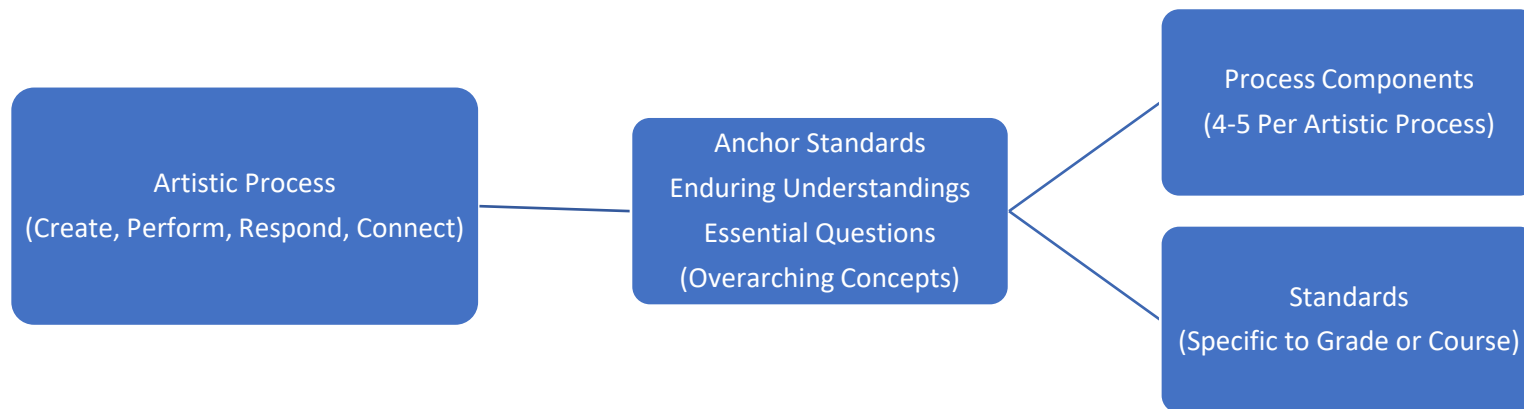 Artistic Process
(Create, Perform, Respond, Connect)
Anchor Standards
Enduring Understandings
Essential Questions
(Overarching Concepts)
Process Components
(4-5 Per Artistic Process)
Standards
(Specific to Grade or Course)